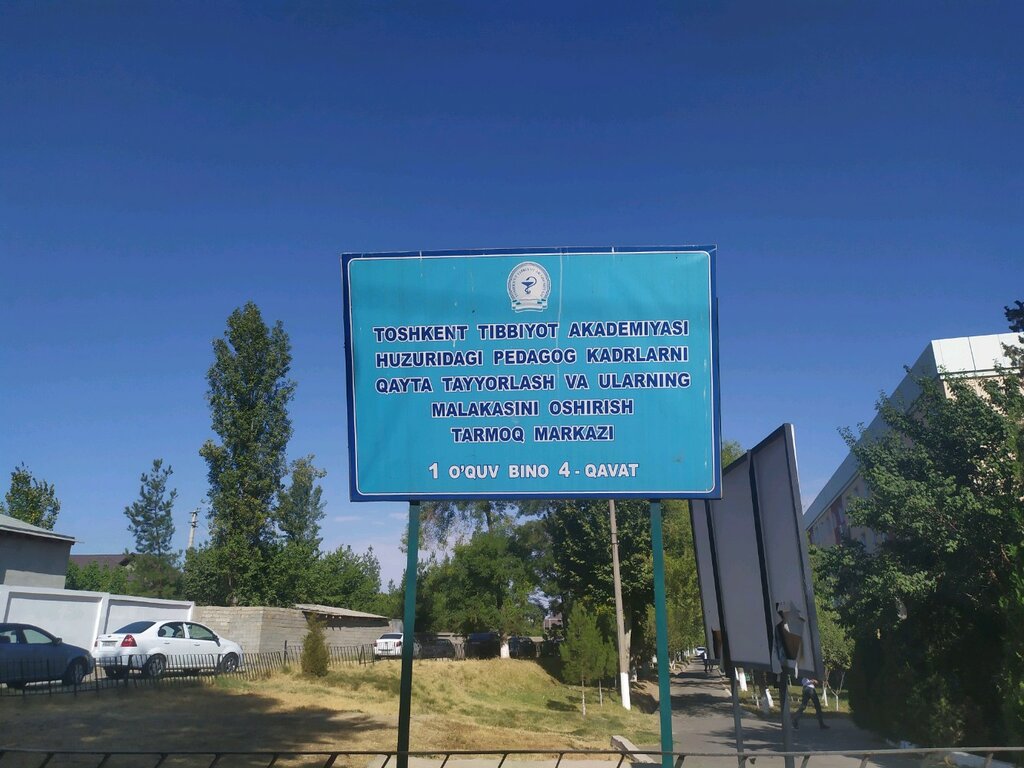 TOSHKENT TIBBIYOT AKADEMIYASI
HUZURIDAGI PEDAGOG KADRLARNI
QAYTA TAYYORLASH VA ULARNING
MALAKASINI OSHIRISH
TARMOQ MARKAZI
1 O'QUV BINO 4 - QAVAT